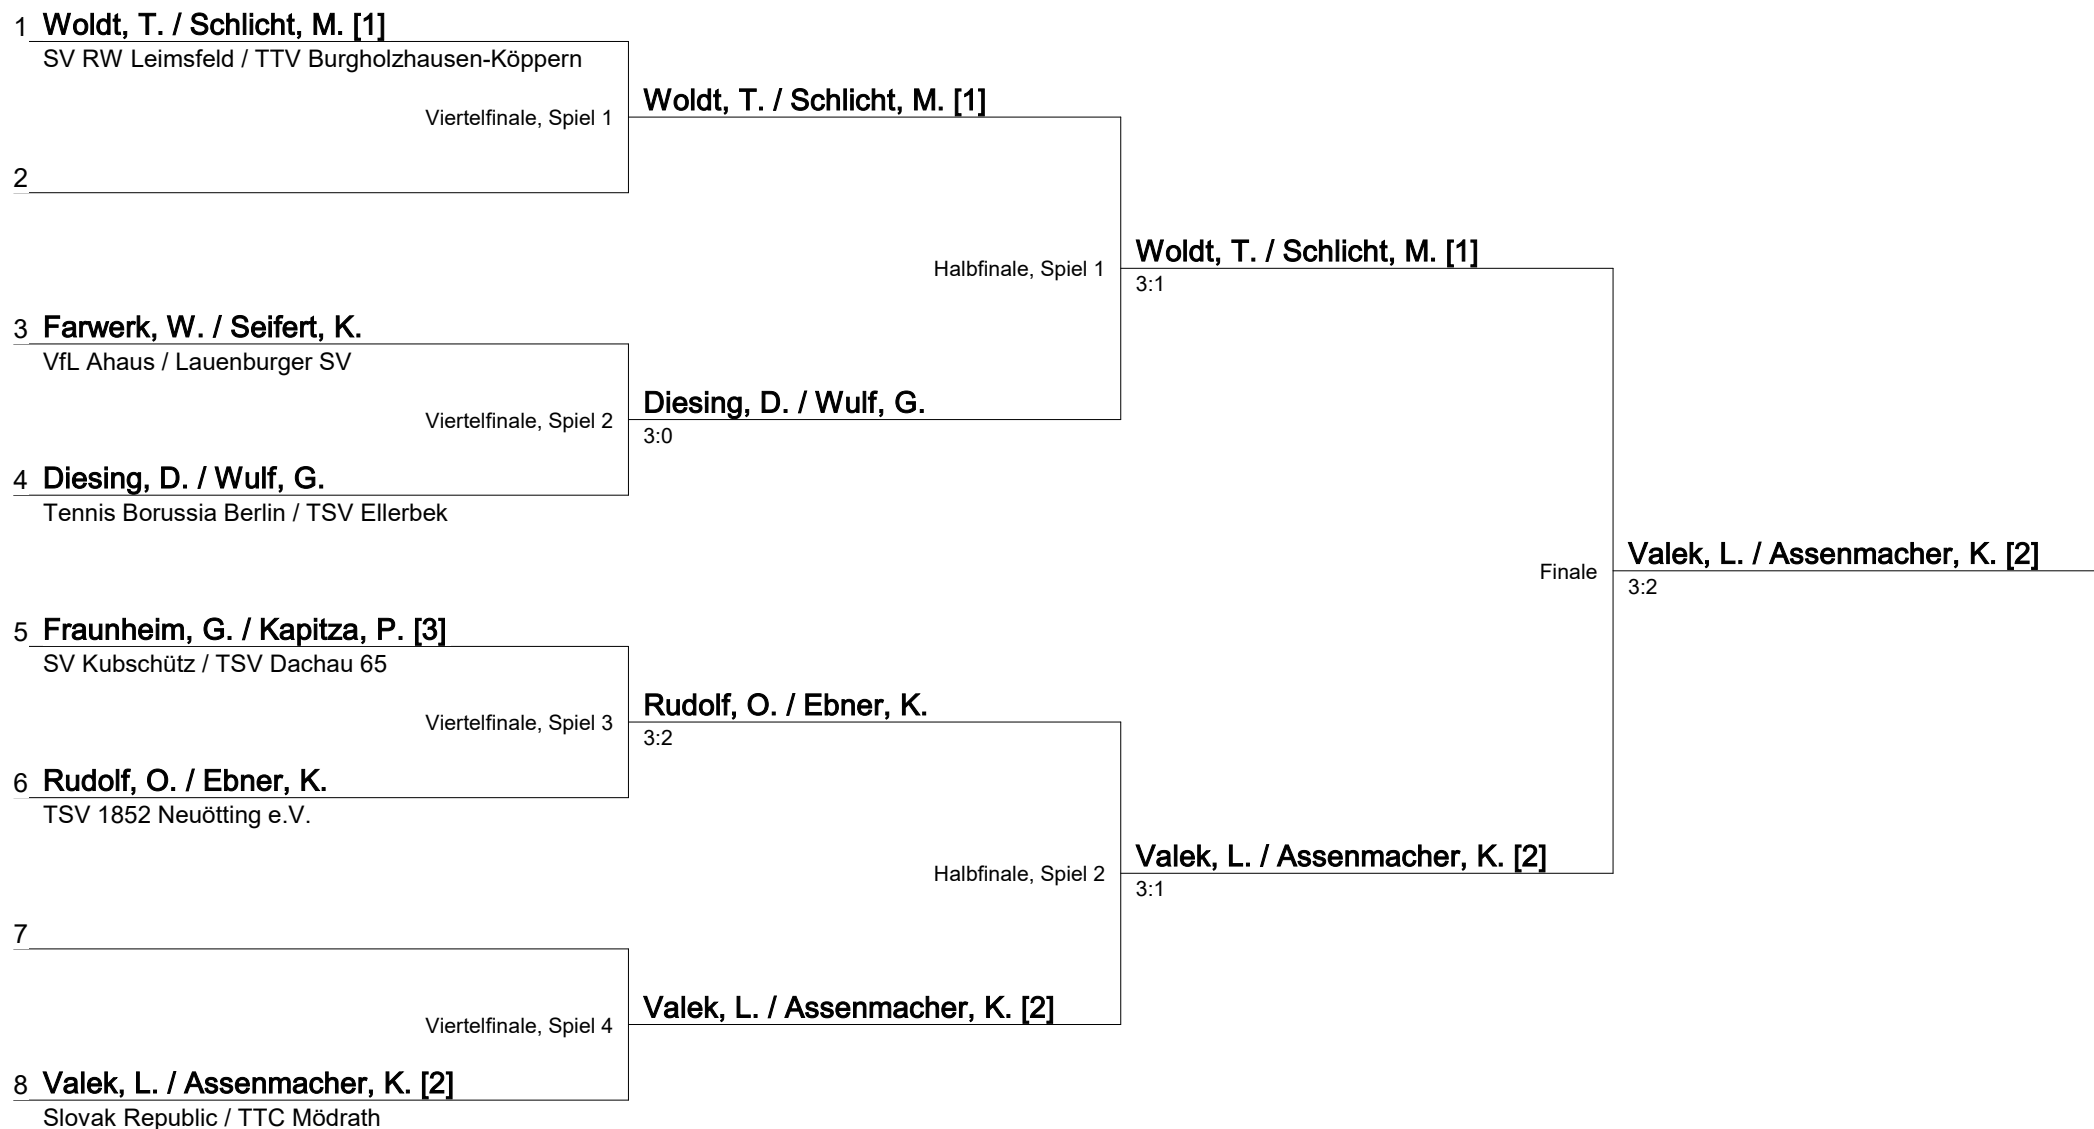 1 Woldt, T. / Schlicht, M. [1]
SV RW Leimsfeld / TTV Burgholzhausen-Köppern
Viertelfinale, Spiel 1
Woldt, T. / Schlicht, M. [1]
2
Halbfinale, Spiel 1
Woldt, T. / Schlicht, M. [1]
3:1
3 Farwerk, W. / Seifert, K.
VfL Ahaus / Lauenburger SV
Viertelfinale, Spiel 2
Diesing, D. / Wulf, G.
3:0
4 Diesing, D. / Wulf, G.
Tennis Borussia Berlin / TSV Ellerbek
Finale
Valek, L. / Assenmacher, K. [2]
3:2
5 Fraunheim, G. / Kapitza, P. [3]
SV Kubschütz / TSV Dachau 65
Viertelfinale, Spiel 3
Rudolf, O. / Ebner, K.
3:2
6 Rudolf, O. / Ebner, K.
TSV 1852 Neuötting e.V.
Halbfinale, Spiel 2
Valek, L. / Assenmacher, K. [2]
3:1
7
Viertelfinale, Spiel 4
Valek, L. / Assenmacher, K. [2]
8 Valek, L. / Assenmacher, K. [2]
Slovak Republic / TTC Mödrath